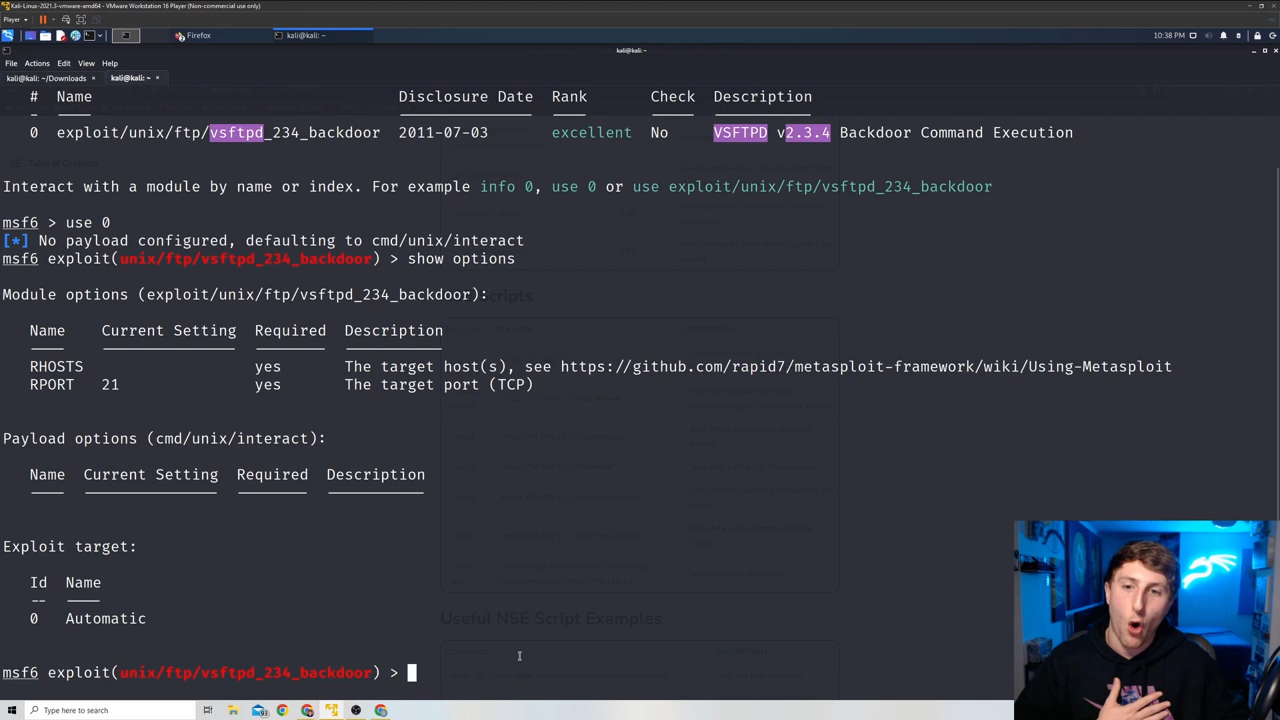 Kali-Linux-2021.3-vmware-amd64 - VMware Workstation 16 Player (Non-commercial use only)
Player
Firefox
kali@kali: ~
10:38 PM
kali@kali:~
File Actions Edit View Help
kali@kali: ~/Downloads × kali@kali: ~ ×
# Name Disclosure Date Rank Check Description
0 exploit/unix/ftp/vsftpd_234_backdoor 2011-07-03 excellent No VSFTPD v2.3.4 Backdoor Command Execution
Table of Contents
Interact with a module by name or index. For example info 0, use 0 or use exploit/unix/ftp/vsftpd_234_backdoor
msf6 > use 0
[*] No payload configured, defaulting to cmd/unix/interact
msf6 exploit(unix/ftp/vsftpd_234_backdoor) > show options
Module options (exploit/unix/ftp/vsftpd_234_backdoor):
Name Current Setting Required Description
RHOSTS yes The target host(s), see https://github.com/rapid7/metasploit-framework/wiki/Using-Metasploit
RPORT 21 yes The target port (TCP)
Payload options (cmd/unix/interact):
Name Current Setting Required Description
Exploit target:
Id Name
-- 
0 Automatic
Useful NSE Script Examples
msf6 exploit(unix/ftp/vsftpd_234_backdoor) >
Type here to search